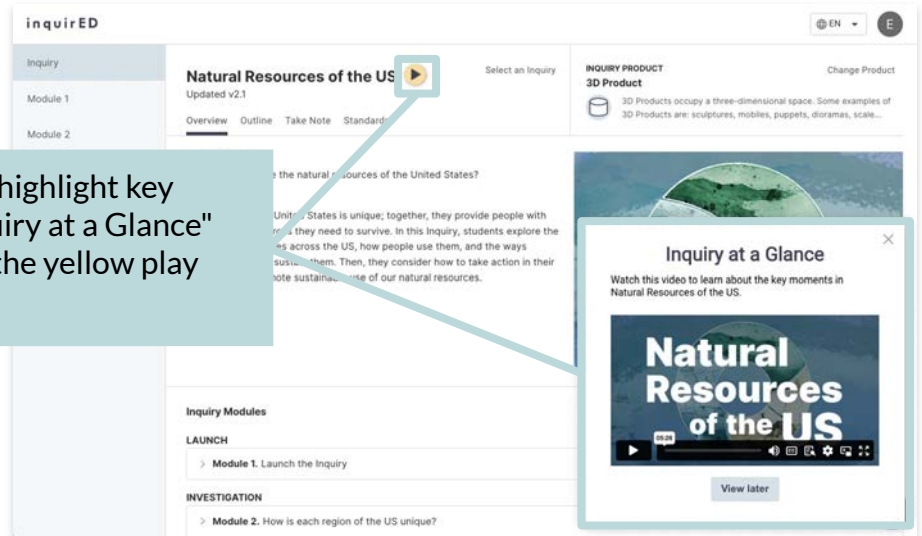 inquirED
EN
E
Inquiry
Module 1
Module 2
Natural Resources of the US
Updated v2.1
Select an Inquiry
Overview Outline Take Note Standards
INQUIRY PRODUCT
Change Product
3D Product
3D Products occupy a three-dimensional space. Some examples of
3D Products are: sculptures, mobiles, puppets, dioramas, scale...
highlight key
iry at a Glance"
the yellow play
the natural resources of the United States?
United States is unique; together, they provide people with
they need to survive. In this Inquiry, students explore the
across the US, how people use them, and the ways
them. Then, they consider how to take action in their
sustainable use of our natural resources.
Inquiry Modules
LAUNCH
> Module 1. Launch the Inquiry
INVESTIGATION
> Module 2. How is each region of the US unique?
Inquiry at a Glance
Watch this video to learn about the key moments in
Natural Resources of the US.
Natural
Resources
of the US
05:26
View later